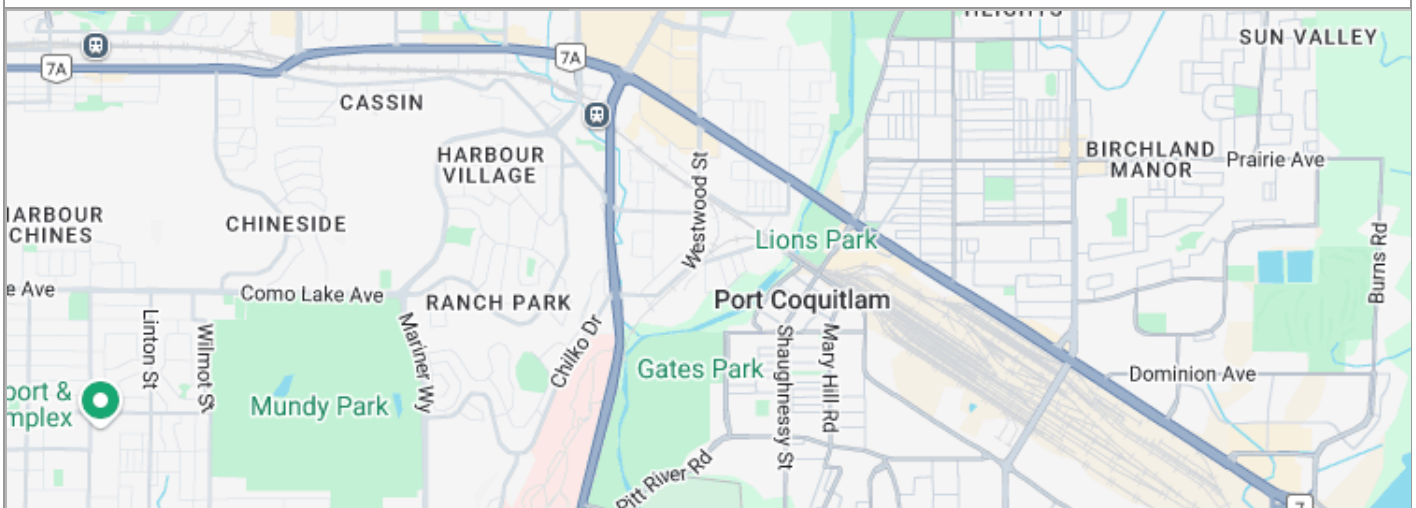 HEIGHTS
SUN VALLEY
7A
7A
CASSIN
HARBOUR
VILLAGE
BIRCHLAND
MANOR
Prairie Ave
Westwood St
HARBOUR
CHINES
CHINESIDE
Lions Park
Burns Rd
e Ave
Como Lake Ave
RANCH PARK
Port Coquitlam
Linton St
Wilmot St
Mariner Wy
Chilko Dr
Shaughnessy St
Mary Hill Rd
Gates Park
Dominion Ave
port &
mplex
Mundy Park
Pitt River Rd
7